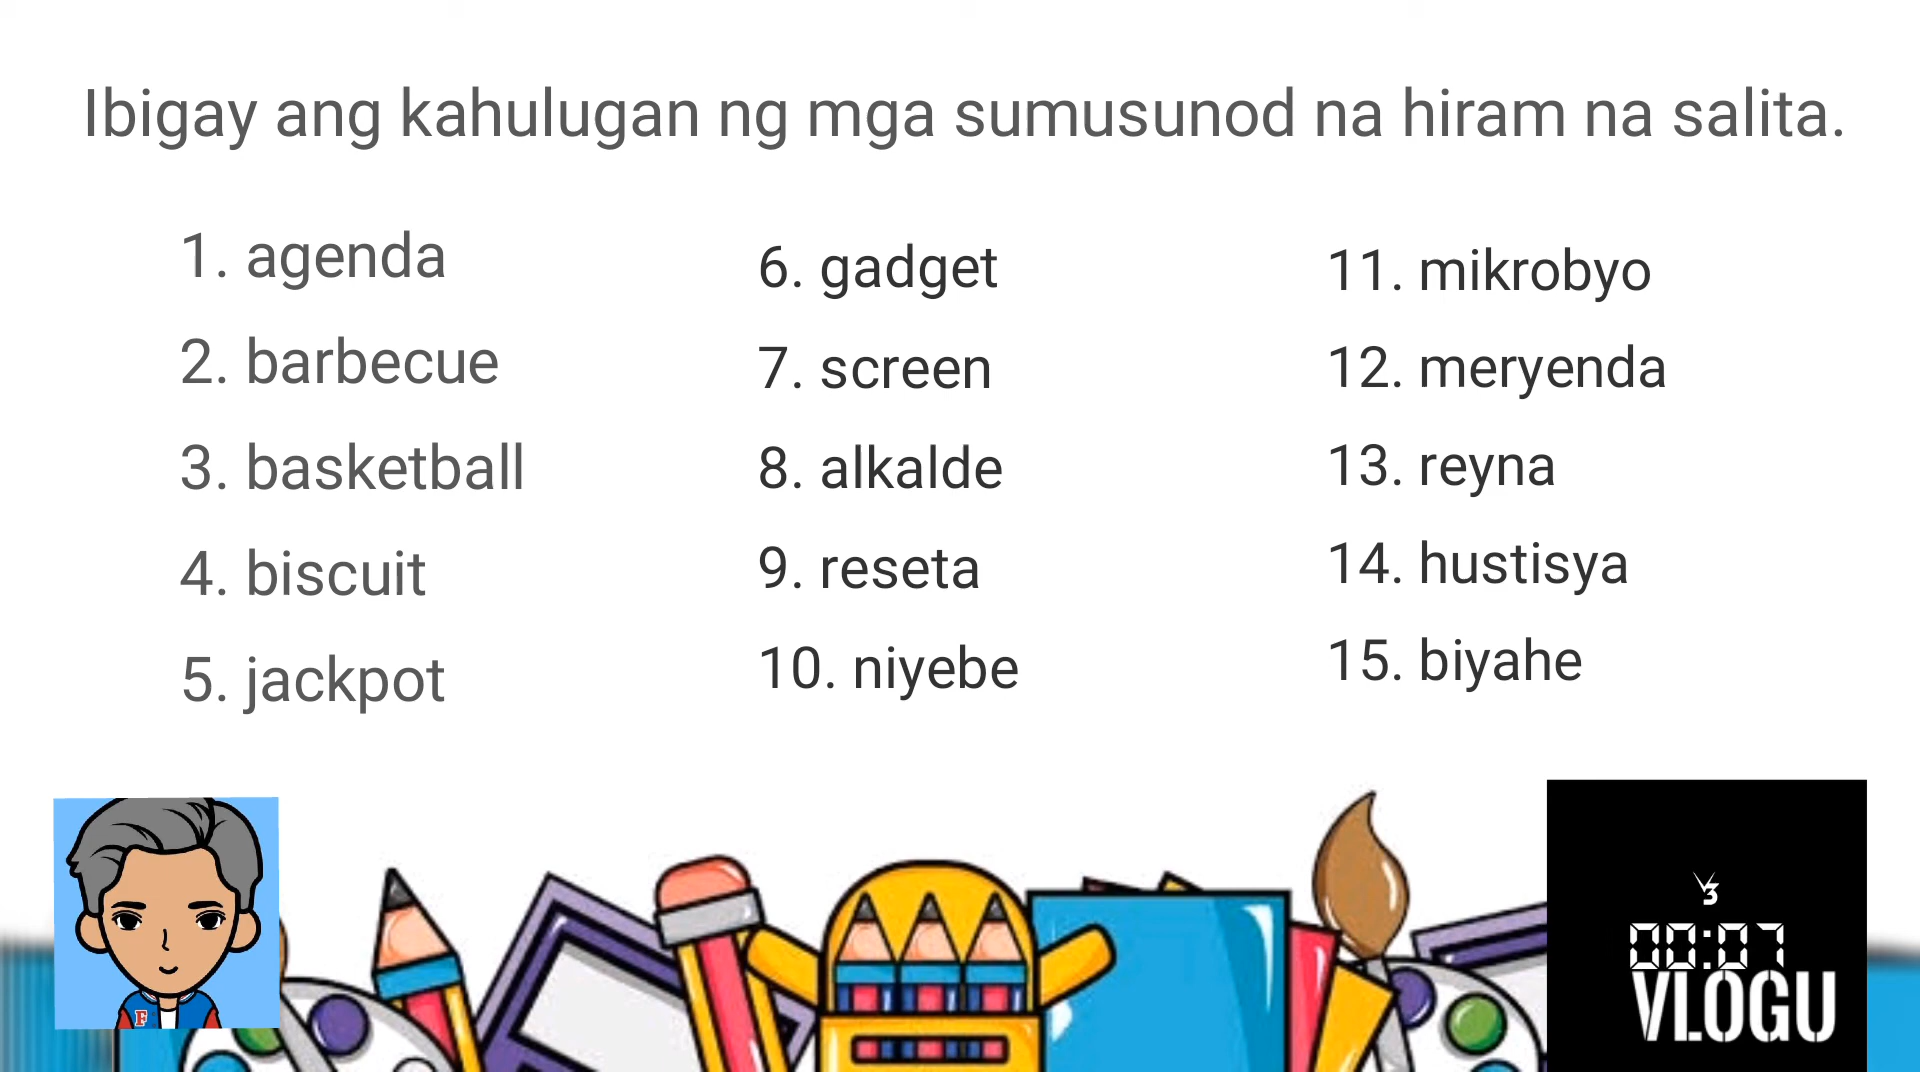 Ibigay ang kahulugan ng mga sumusunod na hiram na salita.
1. agenda
2. barbecue
3. basketball
4. biscuit
5. jackpot
6. gadget
7. screen
8. alkalde
9. reseta
10. niyebe
11. mikrobyo
12. meryenda
13. reyna
14. hustisya
15. biyahe
F
V3
00:07
VLOGU